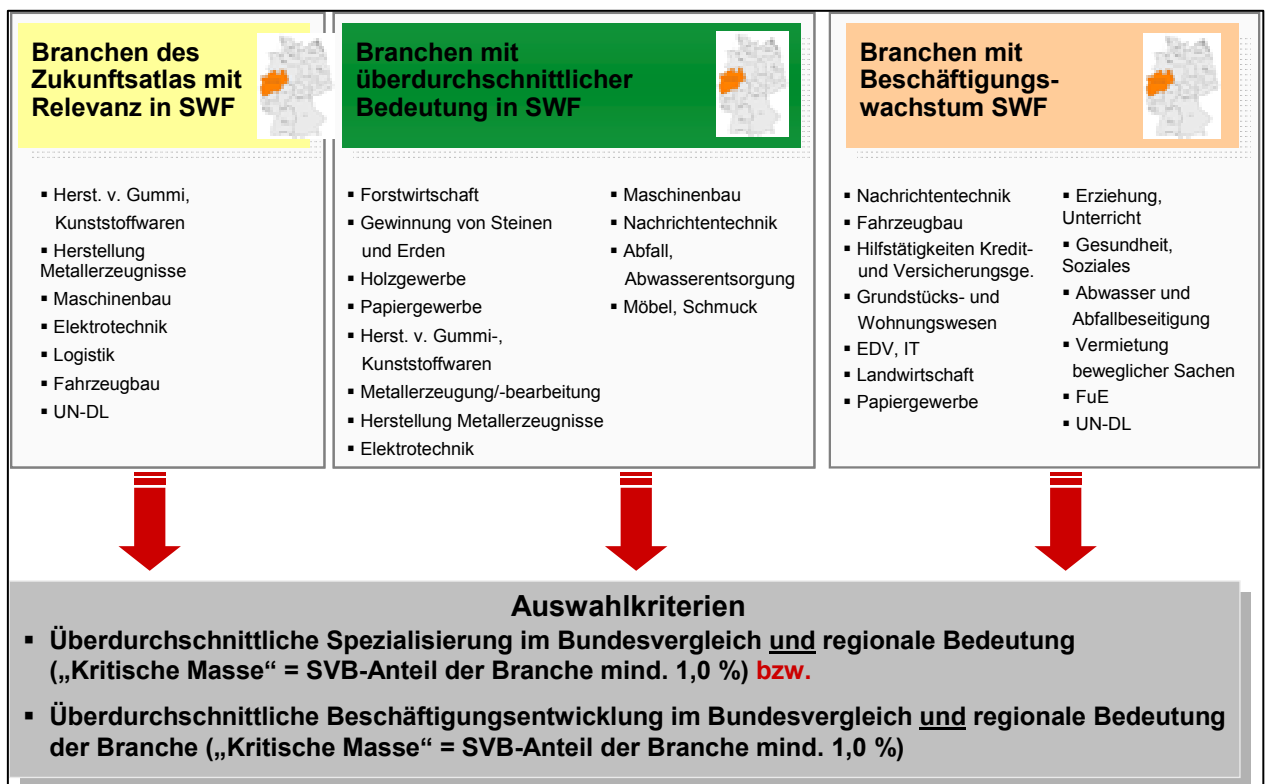 Branchen des
Zukunftsatlas mit
Relevanz in SWF
▪ Herst. v. Gummi,
Kunststoffwaren
▪ Herstellung
Metallerzeugnisse
▪ Maschinenbau
▪ Elektrotechnik
▪ Logistik
▪ Fahrzeugbau
▪ UN-DL
Branchen mit
überdurchschnittlicher
Bedeutung in SWF
▪ Forstwirtschaft
▪ Gewinnung von Steinen
und Erden
▪ Holzgewerbe
▪ Papiergewerbe
▪ Herst. v. Gummi-,
Kunststoffwaren
▪ Metallerzeugung/-bearbeitung
▪ Herstellung Metallerzeugnisse
▪ Elektrotechnik
▪ Maschinenbau
▪ Nachrichtentechnik
▪ Abfall,
Abwasserentsorgung
▪ Möbel, Schmuck
Branchen mit
Beschäftigungs-
wachstum SWF
▪ Nachrichtentechnik
▪ Fahrzeugbau
▪ Hilfstätigkeiten Kredit-
und Versicherungsge.
▪ Grundstücks- und
Wohnungswesen
▪ EDV, IT
▪ Landwirtschaft
▪ Papiergewerbe
▪ Erziehung,
Unterricht
▪ Gesundheit,
Soziales
▪ Abwasser und
Abfallbeseitigung
▪ Vermietung
beweglicher Sachen
▪ FuE
▪ UN-DL
Auswahlkriterien
▪ Überdurchschnittliche Spezialisierung im Bundesvergleich und regionale Bedeutung
(„Kritische Masse“ = SVB-Anteil der Branche mind. 1,0 %) bzw.
▪ Überdurchschnittliche Beschäftigungsentwicklung im Bundesvergleich und regionale Bedeutung
der Branche („Kritische Masse“ = SVB-Anteil der Branche mind. 1,0 %)